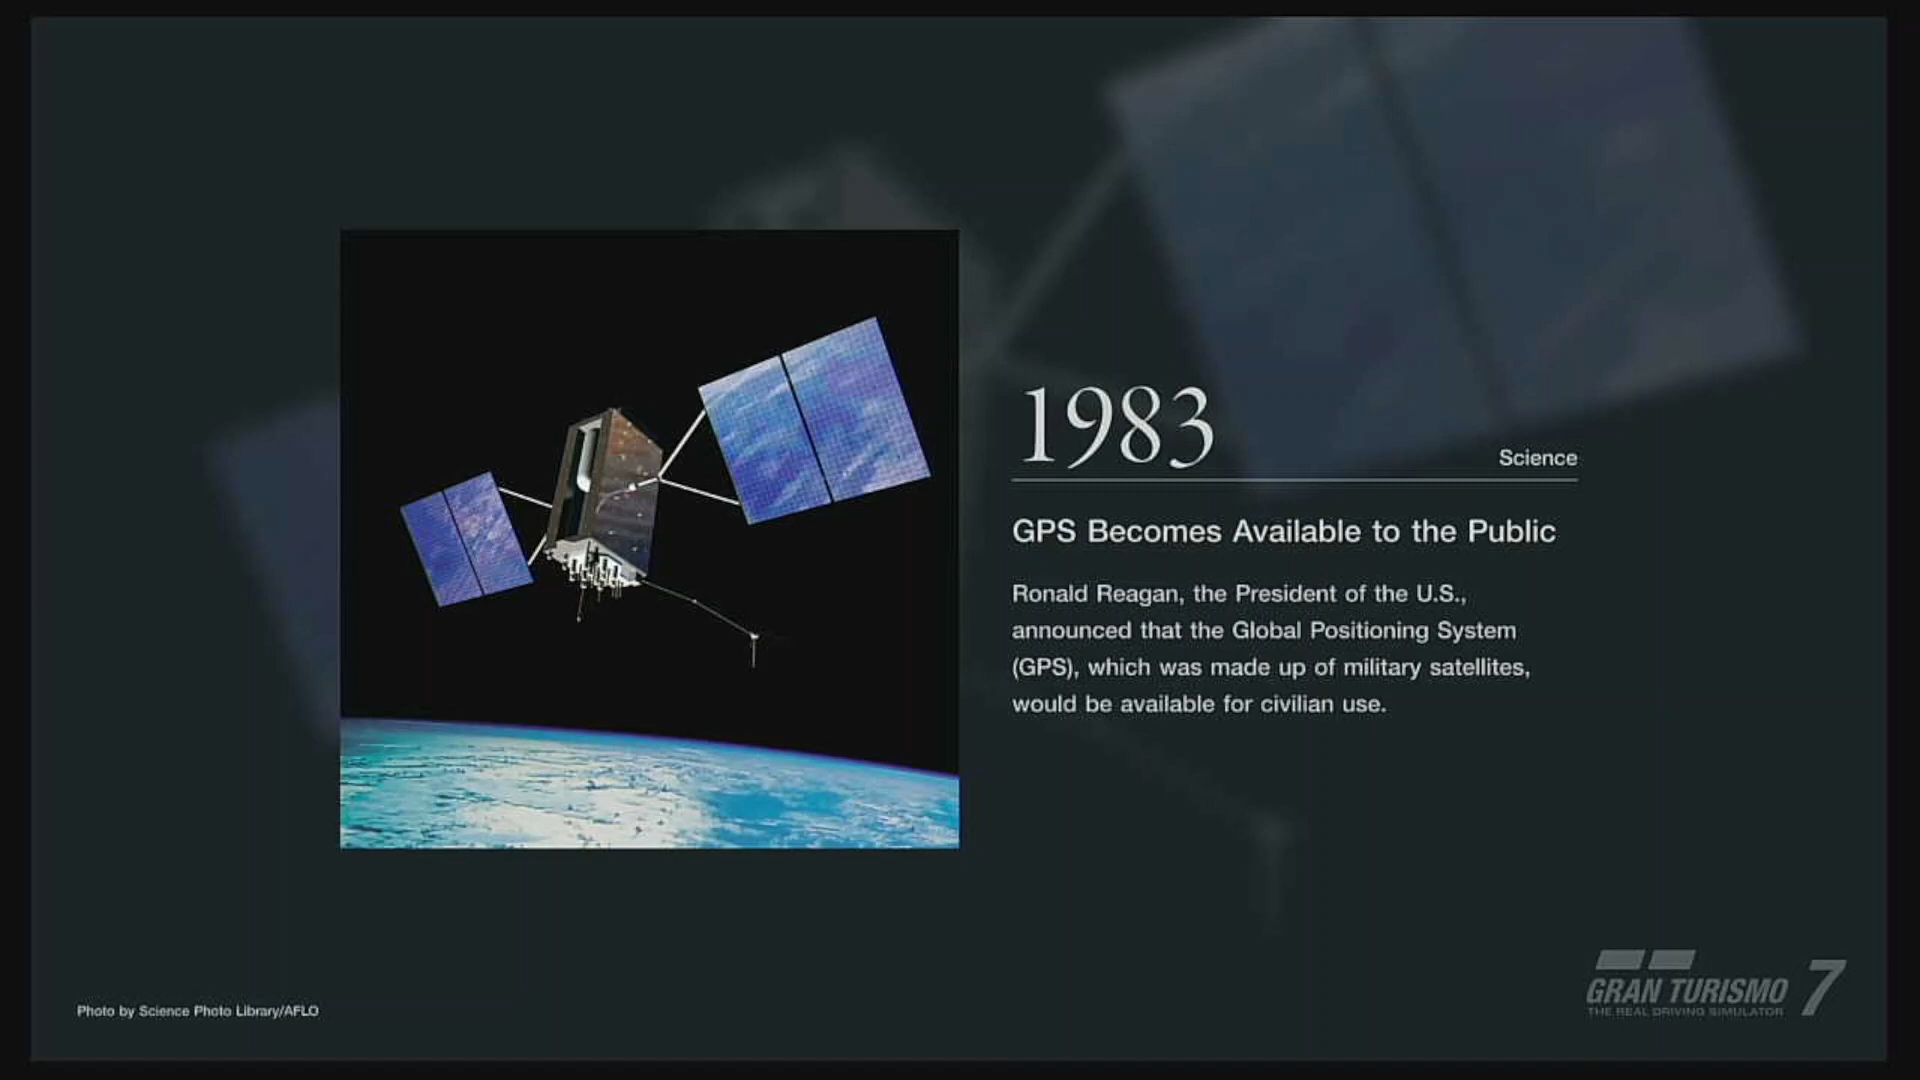 1983
Science
GPS Becomes Available to the Public
Ronald Reagan, the President of the U.S.,
announced that the Global Positioning System
(GPS), which was made up of military satellites,
would be available for civilian use.
Photo by Science Photo Library/AFLO
GRAN TURISMO 7
THE REAL DRIVING SIMULATOR